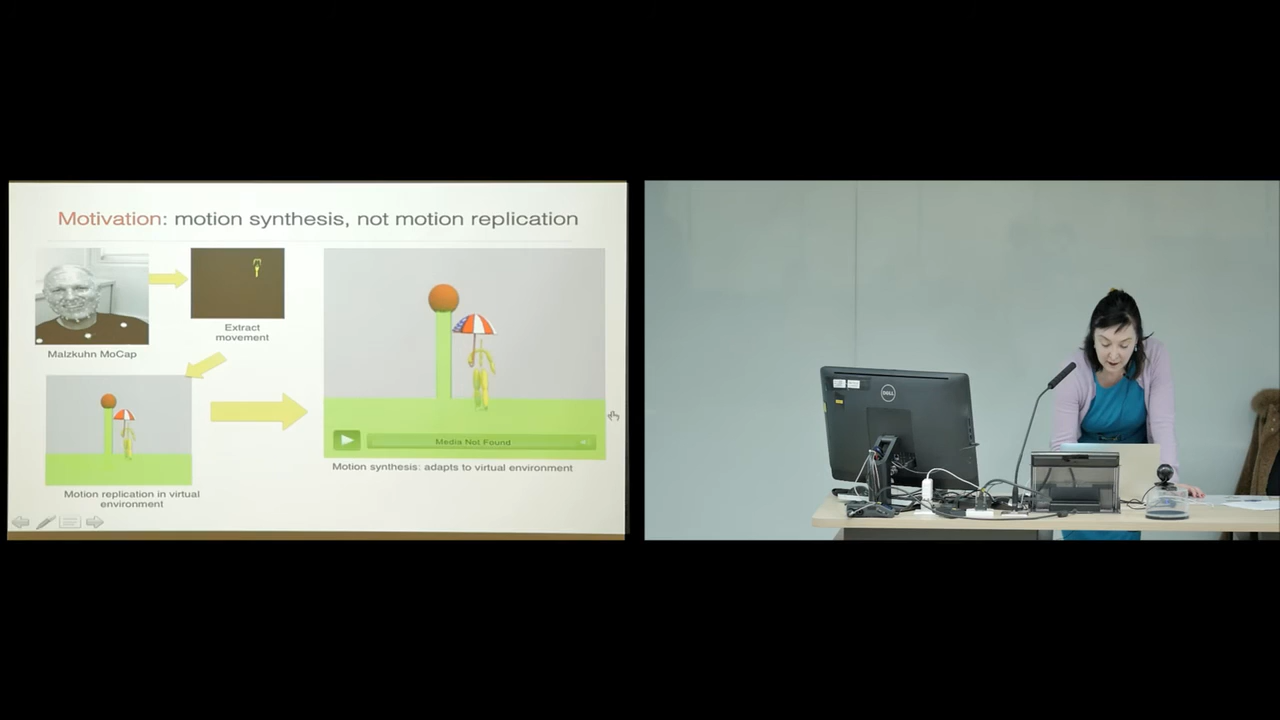 Motivation: motion synthesis, not motion replication
Extract
movement
Malzkuhn MoCap
Media Not Found
Motion synthesis: adapts to virtual environment
Motion replication in virtual
environment
DELL